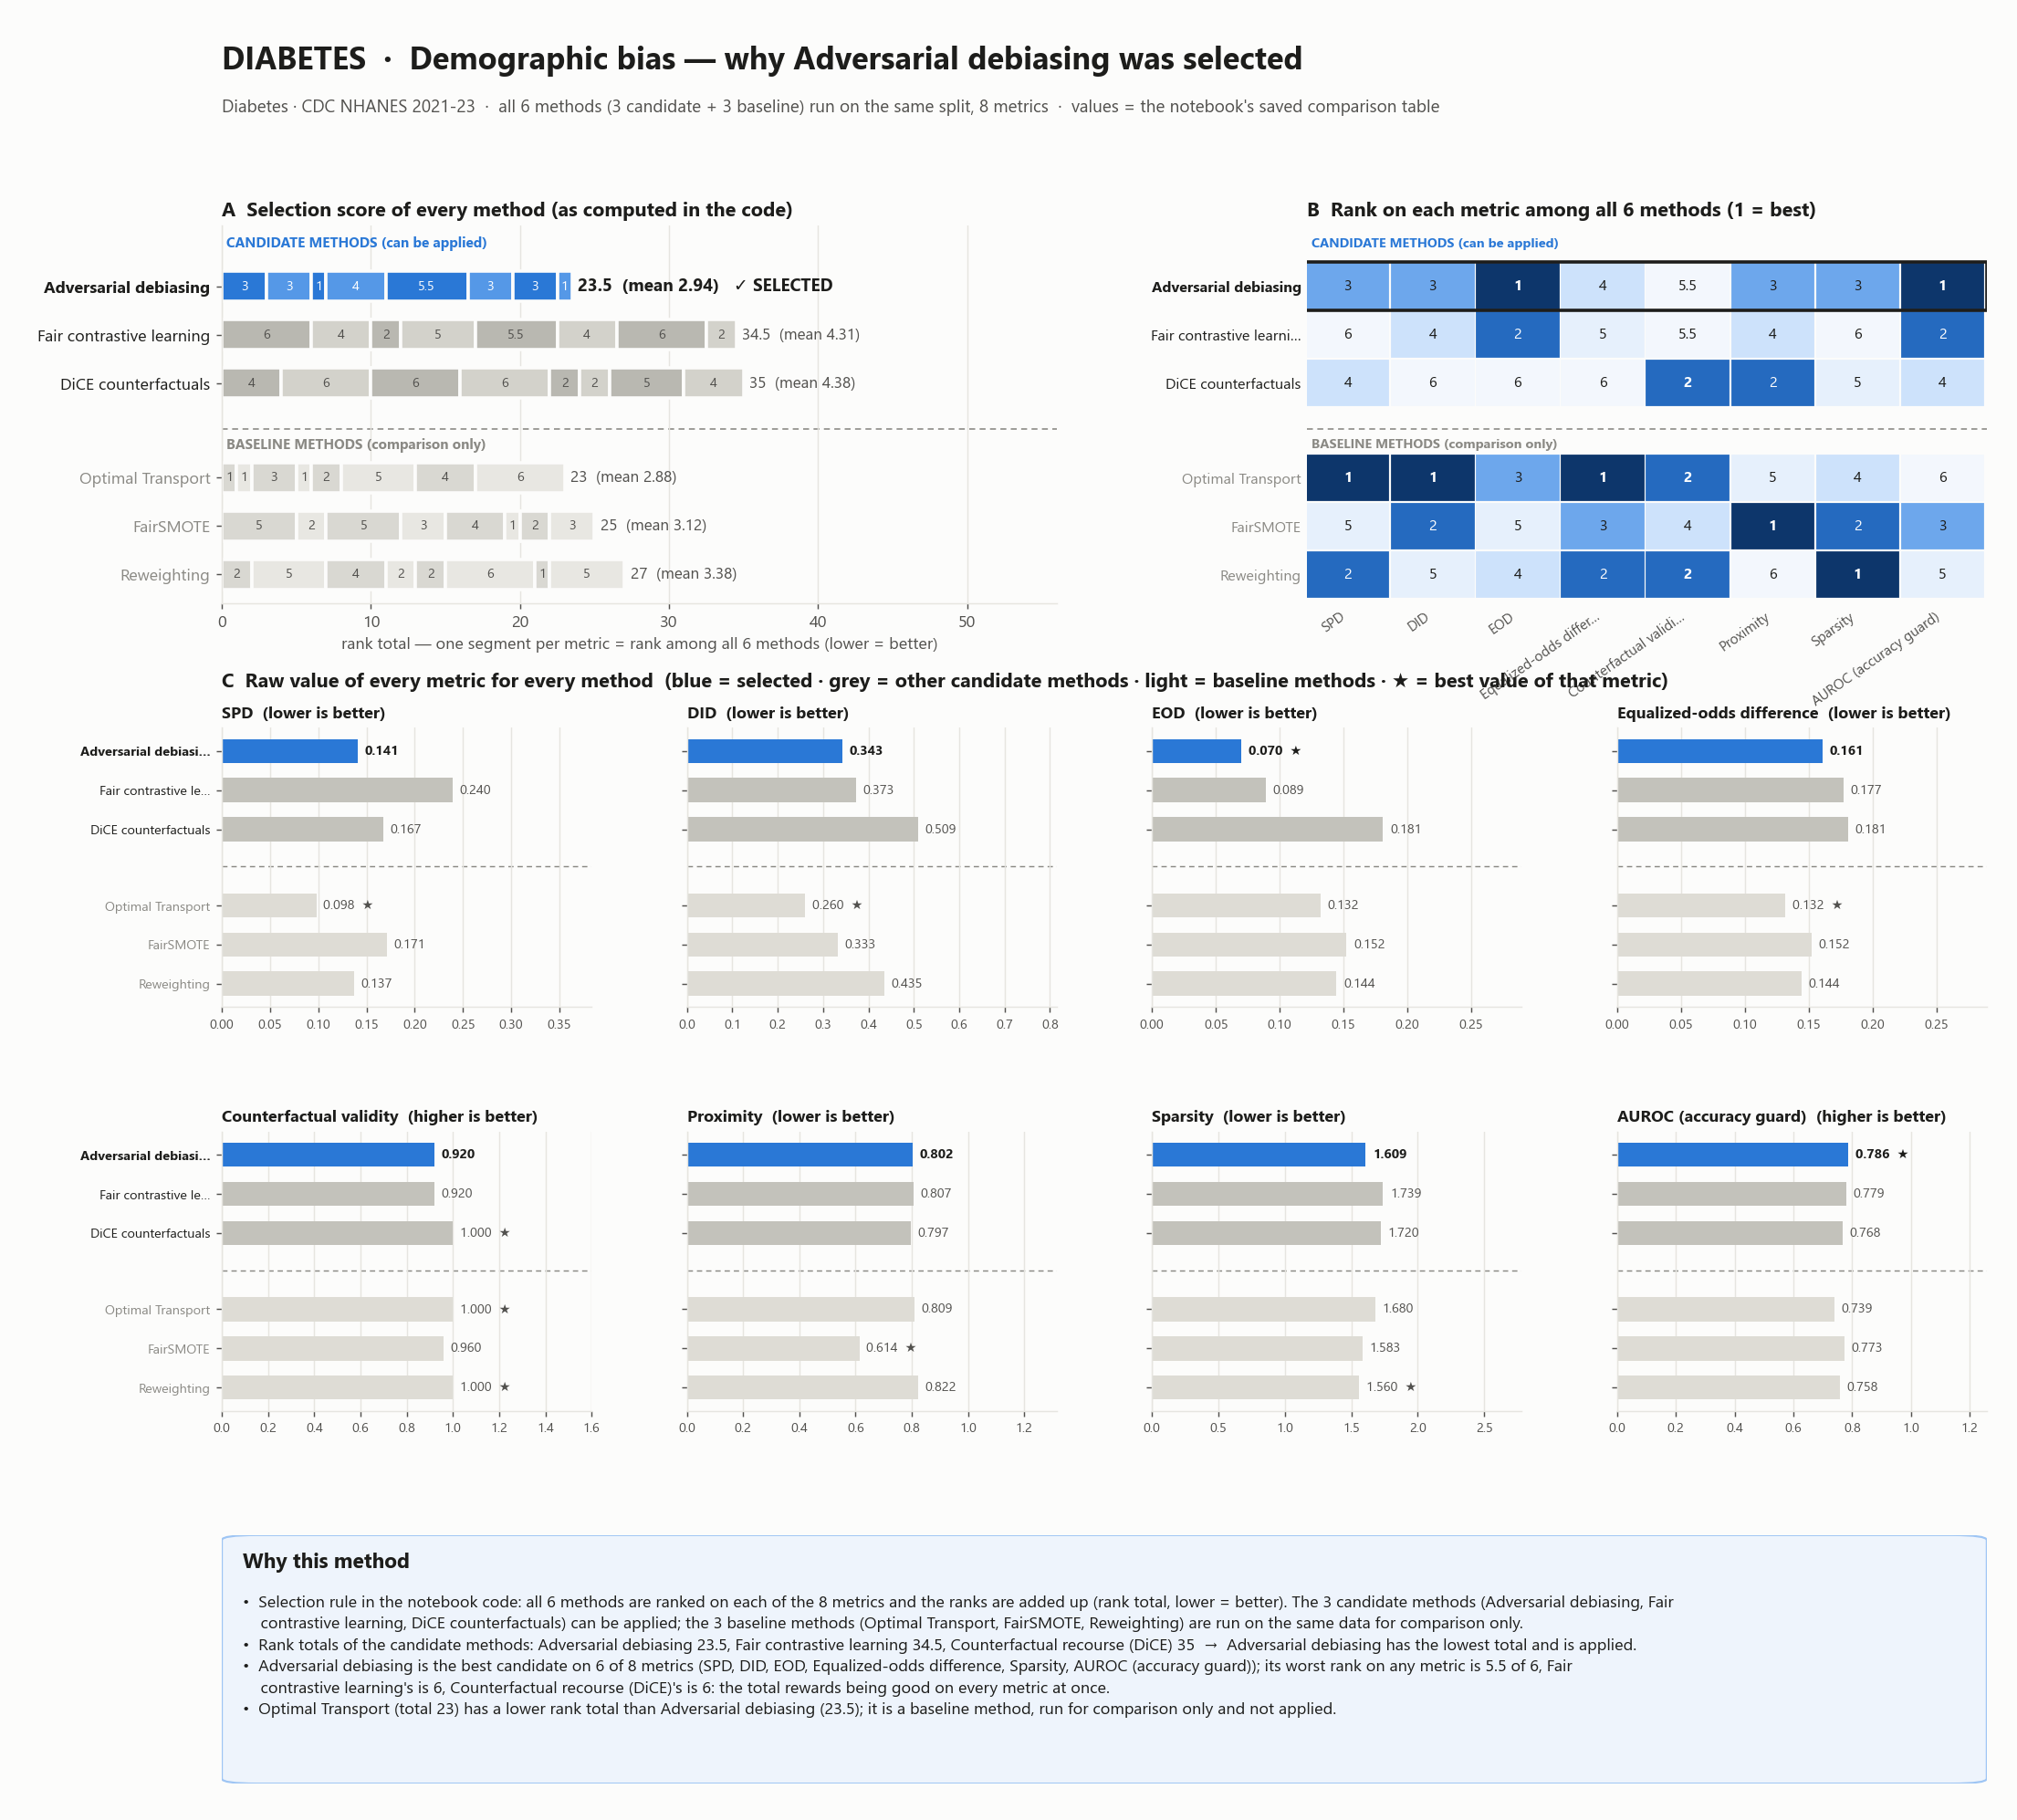 DIABETES · Demographic bias — why Adversarial debiasing was selected
Diabetes · CDC NHANES 2021-23 · all 6 methods (3 candidate + 3 baseline) run on the same split, 8 metrics · values = the notebook's saved comparison table
A Selection score of every method (as computed in the code)
CANDIDATE METHODS (can be applied)
Adversarial debiasing 3 3 1 4 5.5 3 3 1 23.5 (mean 2.94) ✓ SELECTED
Fair contrastive learning 6 4 2 5 5.5 4 6 2 34.5 (mean 4.31)
DiCE counterfactuals 4 6 6 6 2 2 5 4 35 (mean 4.38)
BASELINE METHODS (comparison only)
Optimal Transport 1 1 3 1 2 5 4 6 23 (mean 2.88)
FairSMOTE 5 2 5 3 4 1 2 3 25 (mean 3.12)
Reweighting 2 5 4 2 2 6 1 5 27 (mean 3.38)
0 10 20 30 40 50
rank total — one segment per metric = rank among all 6 methods (lower = better)
B Rank on each metric among all 6 methods (1 = best)
CANDIDATE METHODS (can be applied)
Adversarial debiasing 3 3 1 4 5.5 3 3 1
Fair contrastive learni... 6 4 2 5 5.5 4 6 2
DiCE counterfactuals 4 6 6 6 2 2 5 4
BASELINE METHODS (comparison only)
Optimal Transport 1 1 3 1 2 5 4 6
FairSMOTE 5 2 5 3 4 1 2 3
Reweighting 2 5 4 2 2 6 1 5
SPD DID EOD Equalized-odds differ... Counterfactual validi... Proximity Sparsity AUROC (accuracy guard)
C Raw value of every metric for every method (blue = selected · grey = other candidate methods · light = baseline methods · ★ = best value of that metric)
SPD (lower is better)
Adversarial debiasi... 0.141
Fair contrastive le... 0.240
DiCE counterfactuals 0.167
Optimal Transport 0.098 ★
FairSMOTE 0.171
Reweighting 0.137
0.00 0.05 0.10 0.15 0.20 0.25 0.30 0.35
DID (lower is better)
0.343
0.373
0.509
0.260 ★
0.333
0.435
0.0 0.1 0.2 0.3 0.4 0.5 0.6 0.7 0.8
EOD (lower is better)
0.070 ★
0.089
0.181
0.132
0.152
0.144
0.00 0.05 0.10 0.15 0.20 0.25
Equalized-odds difference (lower is better)
0.161
0.177
0.181
0.132 ★
0.152
0.144
0.00 0.05 0.10 0.15 0.20 0.25
Counterfactual validity (higher is better)
Adversarial debiasi... 0.920
Fair contrastive le... 0.920
DiCE counterfactuals 1.000 ★
Optimal Transport 1.000 ★
FairSMOTE 0.960
Reweighting 1.000 ★
0.0 0.2 0.4 0.6 0.8 1.0 1.2 1.4 1.6
Proximity (lower is better)
0.802
0.807
0.797
0.809
0.614 ★
0.822
0.0 0.2 0.4 0.6 0.8 1.0 1.2
Sparsity (lower is better)
1.609
1.739
1.720
1.680
1.583
1.560 ★
0.0 0.5 1.0 1.5 2.0 2.5
AUROC (accuracy guard) (higher is better)
0.786 ★
0.779
0.768
0.739
0.773
0.758
0.0 0.2 0.4 0.6 0.8 1.0 1.2
Why this method
• Selection rule in the notebook code: all 6 methods are ranked on each of the 8 metrics and the ranks are added up (rank total, lower = better). The 3 candidate methods (Adversarial debiasing, Fair
contrastive learning, DiCE counterfactuals) can be applied; the 3 baseline methods (Optimal Transport, FairSMOTE, Reweighting) are run on the same data for comparison only.
• Rank totals of the candidate methods: Adversarial debiasing 23.5, Fair contrastive learning 34.5, Counterfactual recourse (DiCE) 35 → Adversarial debiasing has the lowest total and is applied.
• Adversarial debiasing is the best candidate on 6 of 8 metrics (SPD, DID, EOD, Equalized-odds difference, Sparsity, AUROC (accuracy guard)); its worst rank on any metric is 5.5 of 6, Fair
contrastive learning's is 6, Counterfactual recourse (DiCE)'s is 6: the total rewards being good on every metric at once.
• Optimal Transport (total 23) has a lower rank total than Adversarial debiasing (23.5); it is a baseline method, run for comparison only and not applied.